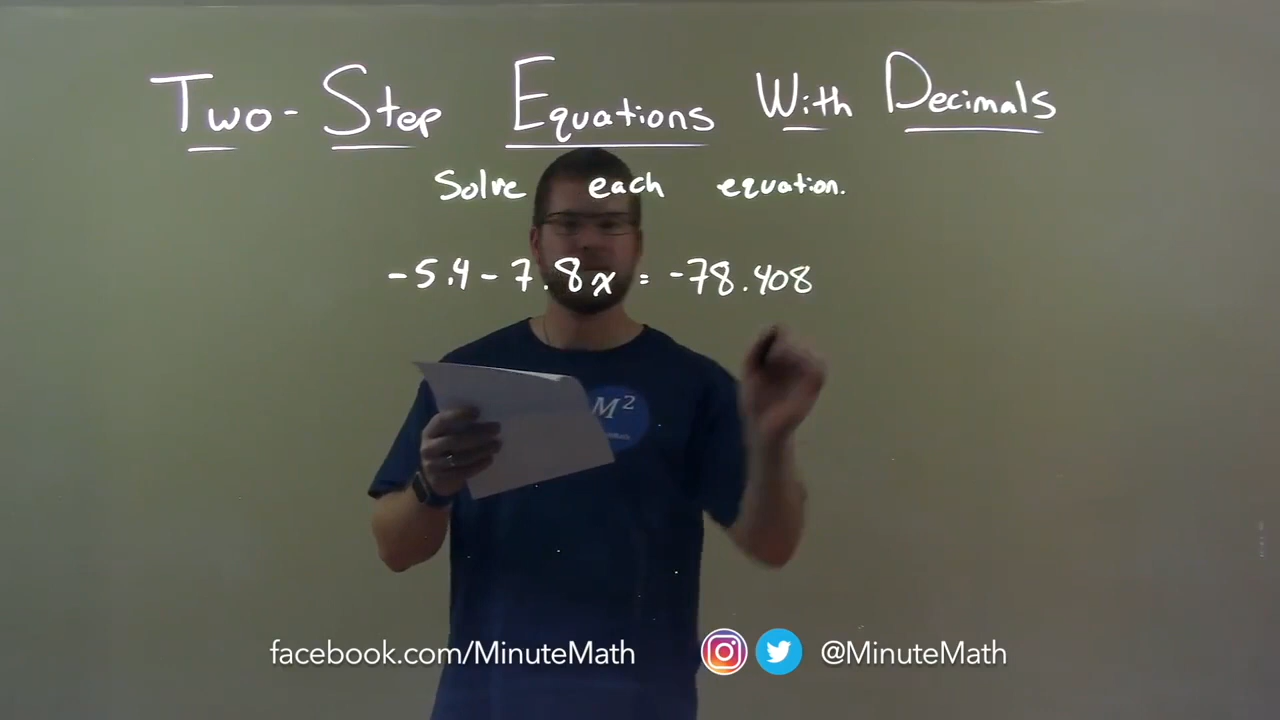 Two-Step Equations With Decimals
Solve each equation.
-5.4-7.8x=-78.408
M²
facebook.com/MinuteMath @MinuteMath